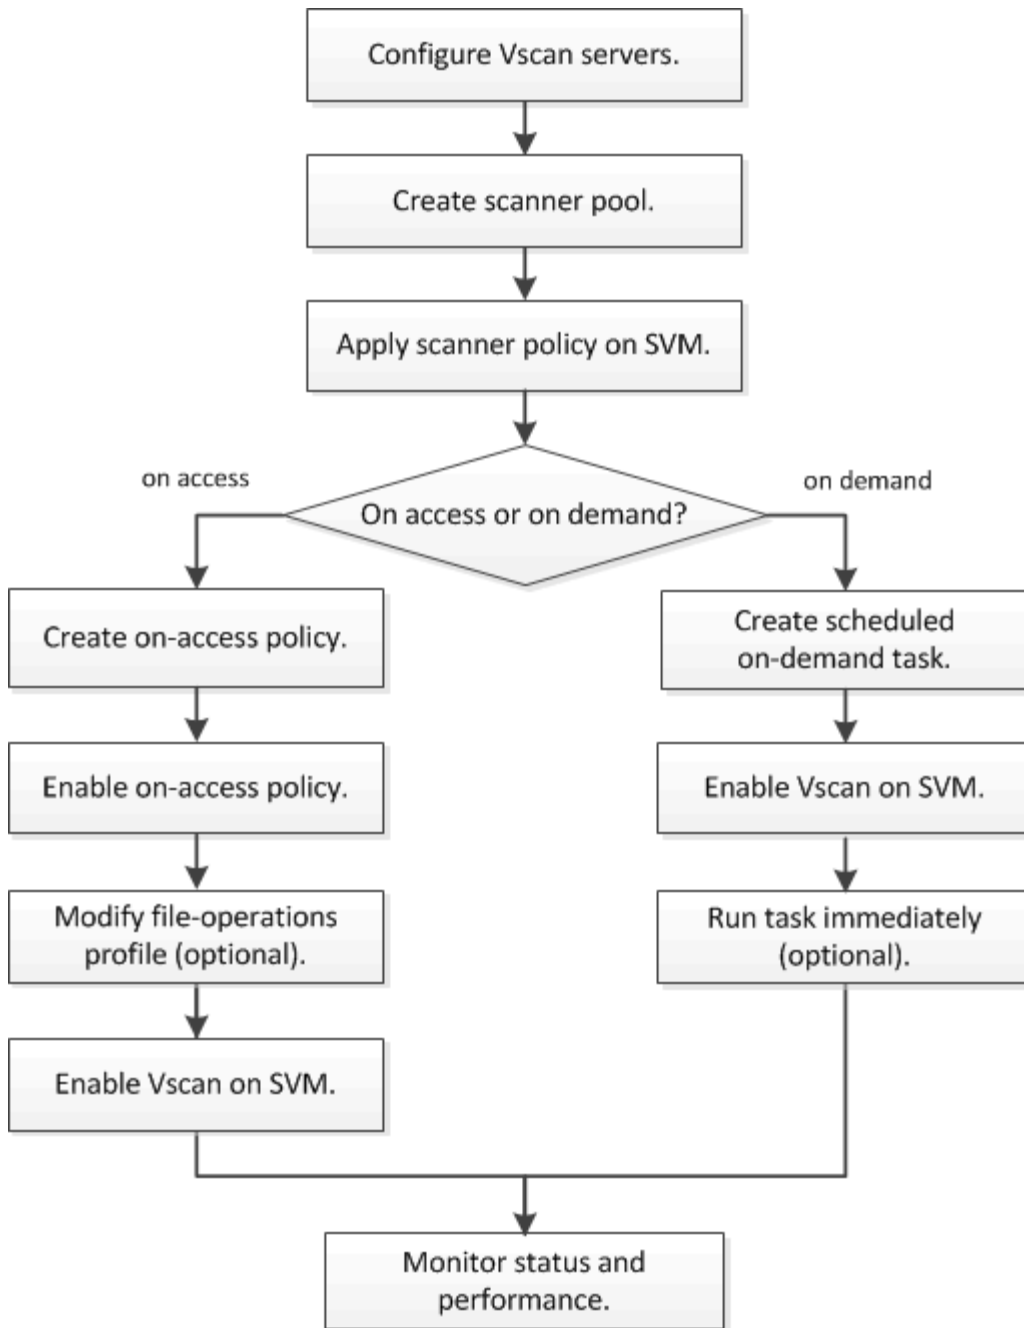 Configure Vscan servers.
Create scanner pool.
Apply scanner policy on SVM.
on access
on demand
On access or on demand?
Create on-access policy.
Create scheduled
on-demand task.
Enable on-access policy.
Enable Vscan on SVM.
Modify file-operations
profile (optional).
Run task immediately
(optional).
Enable Vscan on SVM.
Monitor status and
performance.